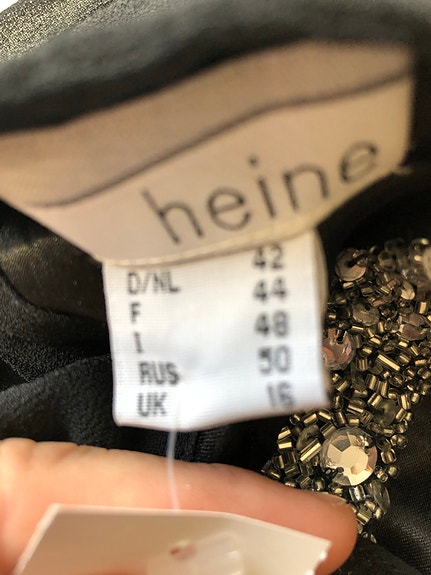 heine
D/NL 42
F 44
I 48
RUS 50
UK 16